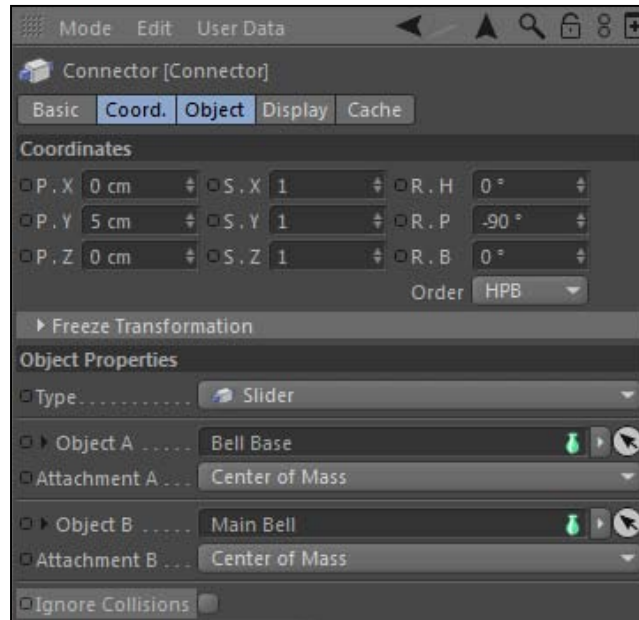 Mode Edit User Data
Connector [Connector]
Basic Coord. Object Display Cache
Coordinates
P . X 0 cm S . X 1 R . H 0 °
P . Y 5 cm S . Y 1 R . P -90 °
P . Z 0 cm S . Z 1 R . B 0 °
Order HPB
Freeze Transformation
Object Properties
Type . . . . . . . . . . . Slider
Object A . . . . . Bell Base
Attachment A . . . Center of Mass
Object B . . . . . Main Bell
Attachment B . . . Center of Mass
Ignore Collisions